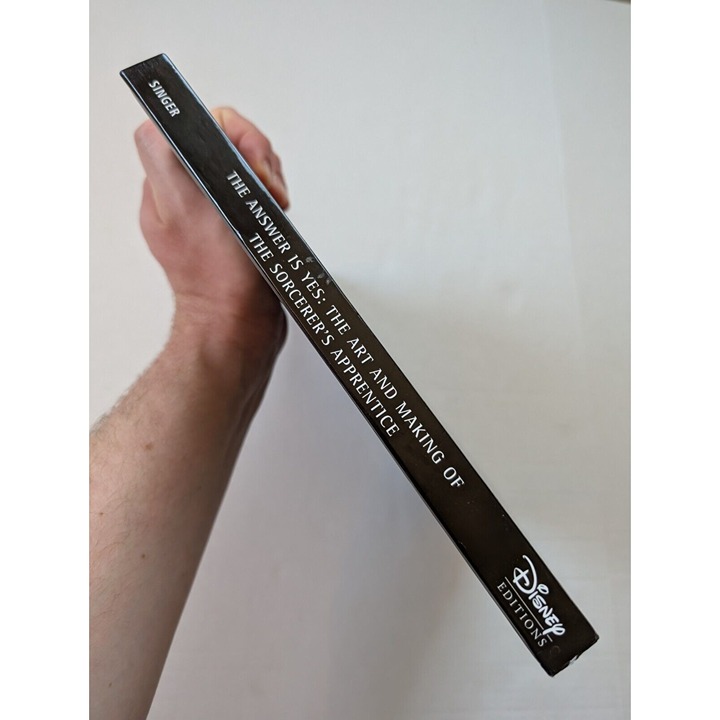 SINGER
THE ANSWER IS YES: THE ART AND MAKING OF
THE SORCERER'S APPRENTICE
Disney
EDITIONS